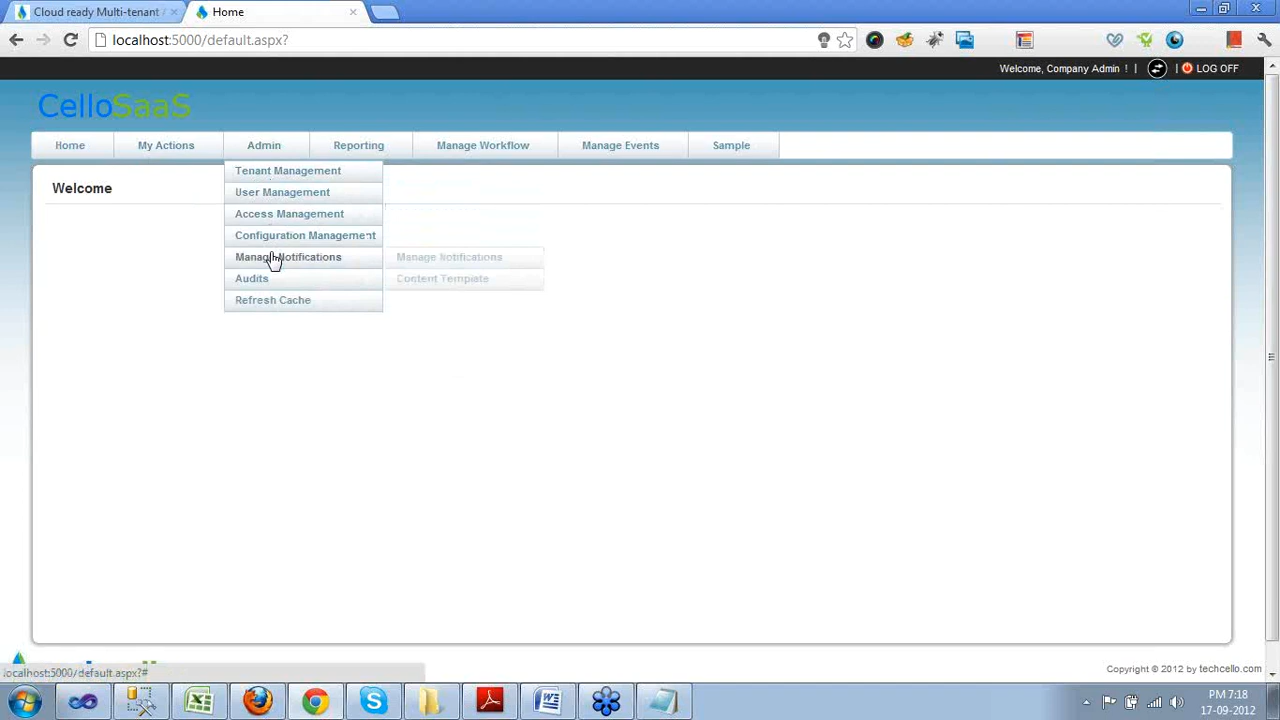 Cloud ready Multi-tenant /
Home
localhost:5000/default.aspx?
Welcome, Company Admin ! | | LOG OFF
CelloSaaS
Home
My Actions
Admin
Reporting
Manage Workflow
Manage Events
Sample
Welcome
Tenant Management
User Management
Access Management
Configuration Management
Manage Notifications
Audits
Refresh Cache
Manage Notifications
Content Template
localhost:5000/default.aspx?#
Copyright © 2012 by techcello.com
PM 7:18
17-09-2012